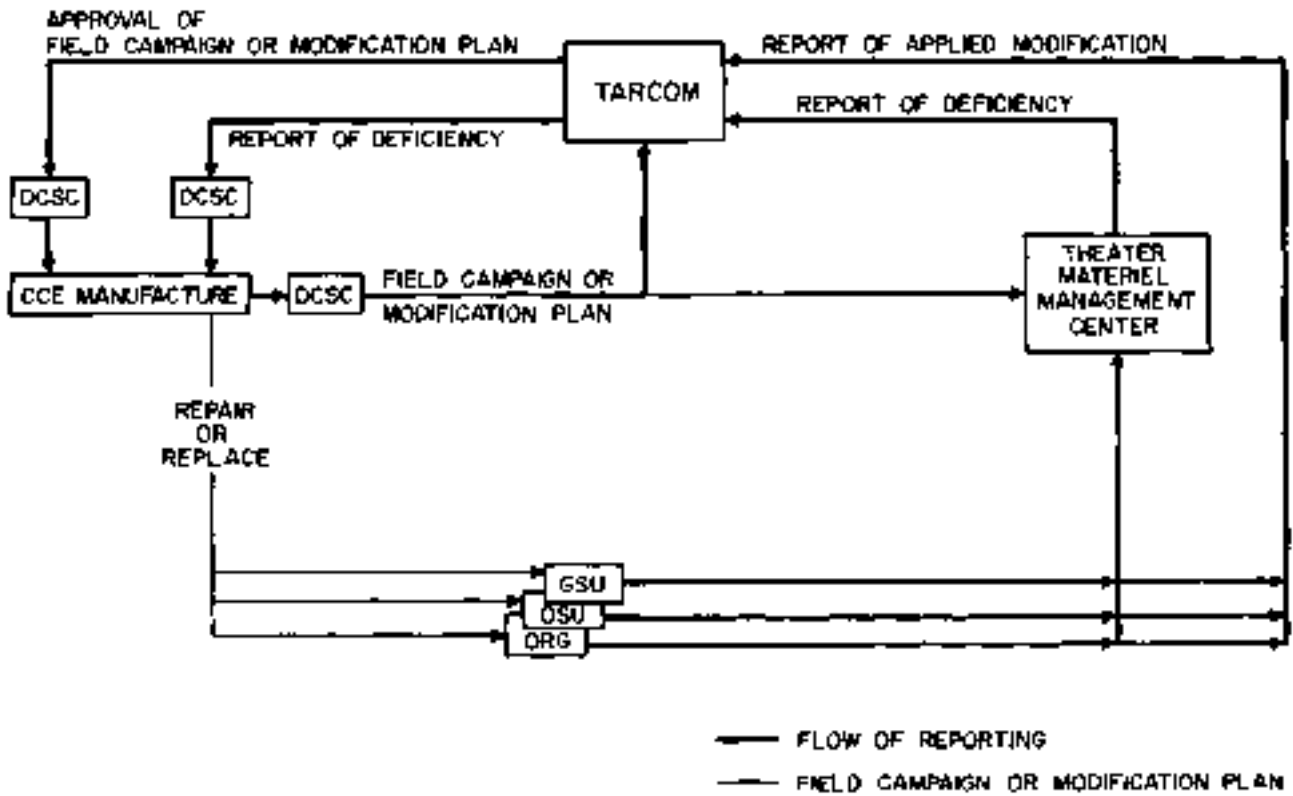 APPROVAL OF
FIELD CAMPAIGN OR MODIFICATION PLAN
REPORT OF APPLIED MODIFICATION
TARCOM
REPORT OF DEFICIENCY
REPORT OF DEFICIENCY
DCSC
DCSC
CCE MANUFACTURE
DCSC
FIELD CAMPAIGN OR
MODIFICATION PLAN
THEATER
MATERIEL
MANAGEMENT
CENTER
REPAIR
OR
REPLACE
GSU
DSU
ORG
FLOW OF REPORTING
FIELD CAMPAIGN OR MODIFICATION PLAN